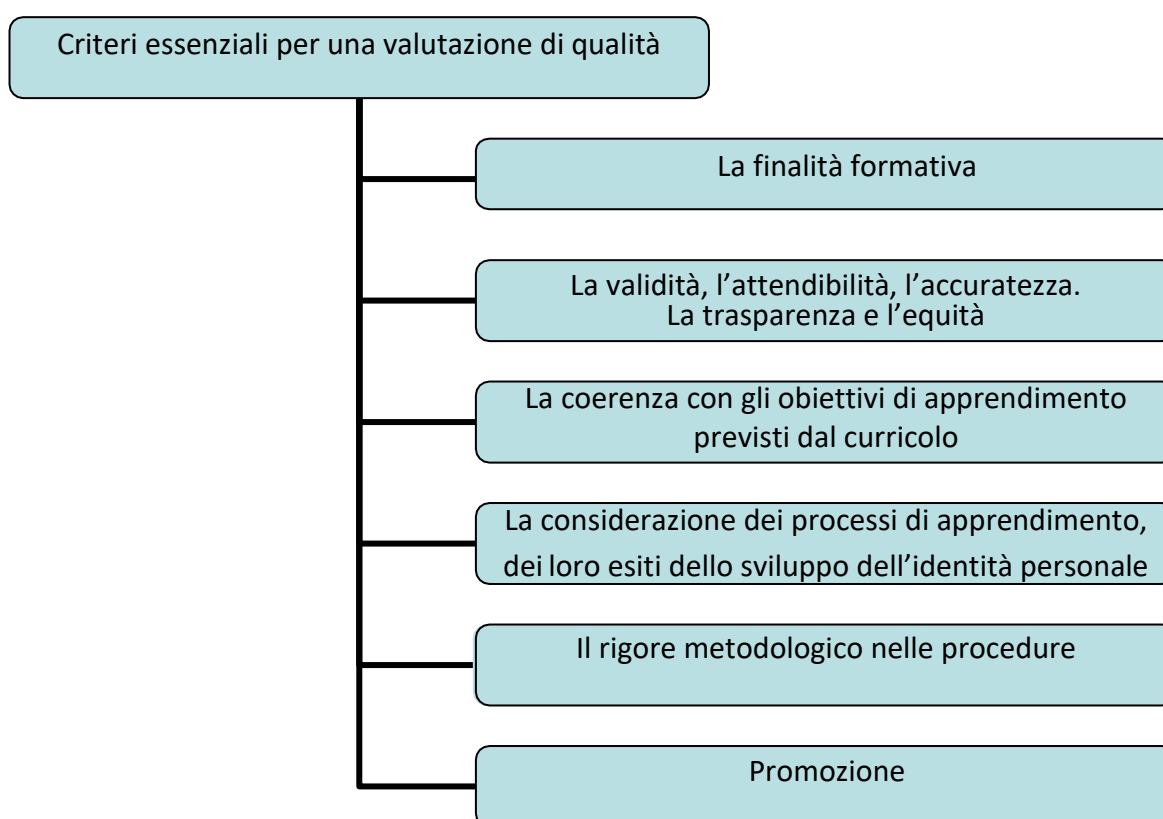 Criteri essenziali per una valutazione di qualità
La finalità formativa
La validità, l’attendibilità, l’accuratezza.
La trasparenza e l’equità
La coerenza con gli obiettivi di apprendimento
previsti dal curricolo
La considerazione dei processi di apprendimento,
dei loro esiti dello sviluppo dell’identità personale
Il rigore metodologico nelle procedure
Promozione